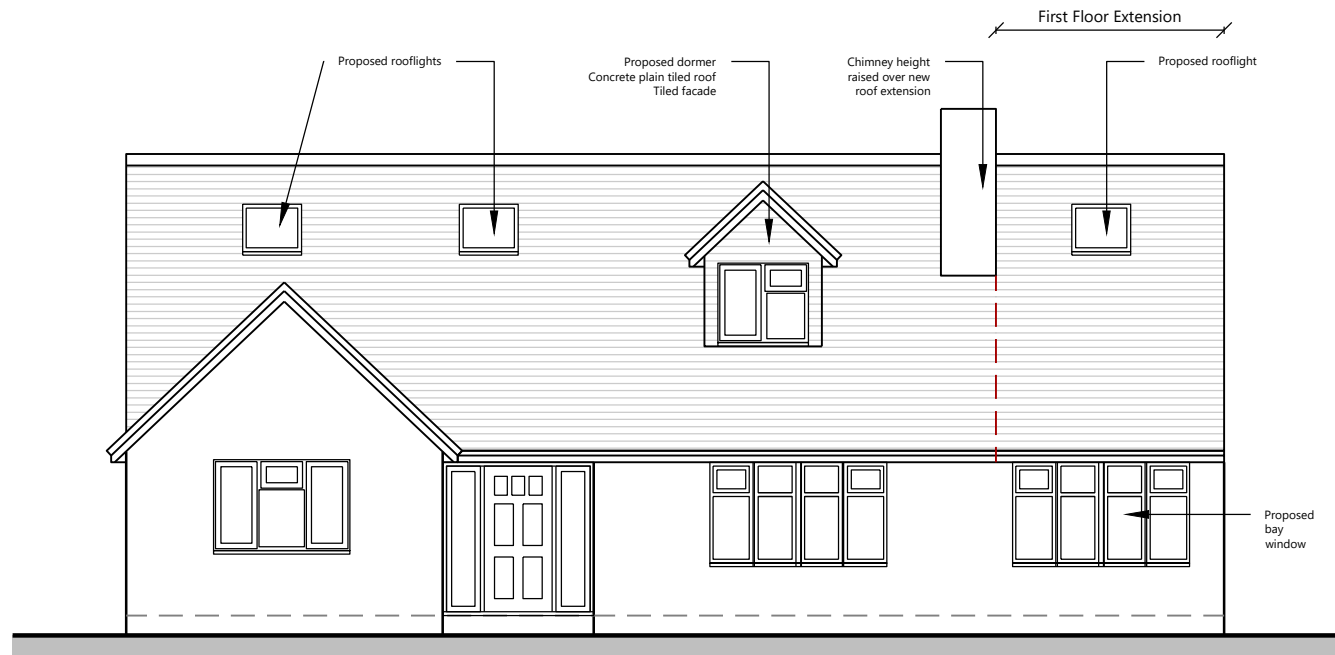 First Floor Extension
Proposed rooflights
Proposed dormer
Concrete plain tiled roof
Tiled facade
Chimney height
raised over new
roof extension
Proposed rooflight
Proposed
bay
window